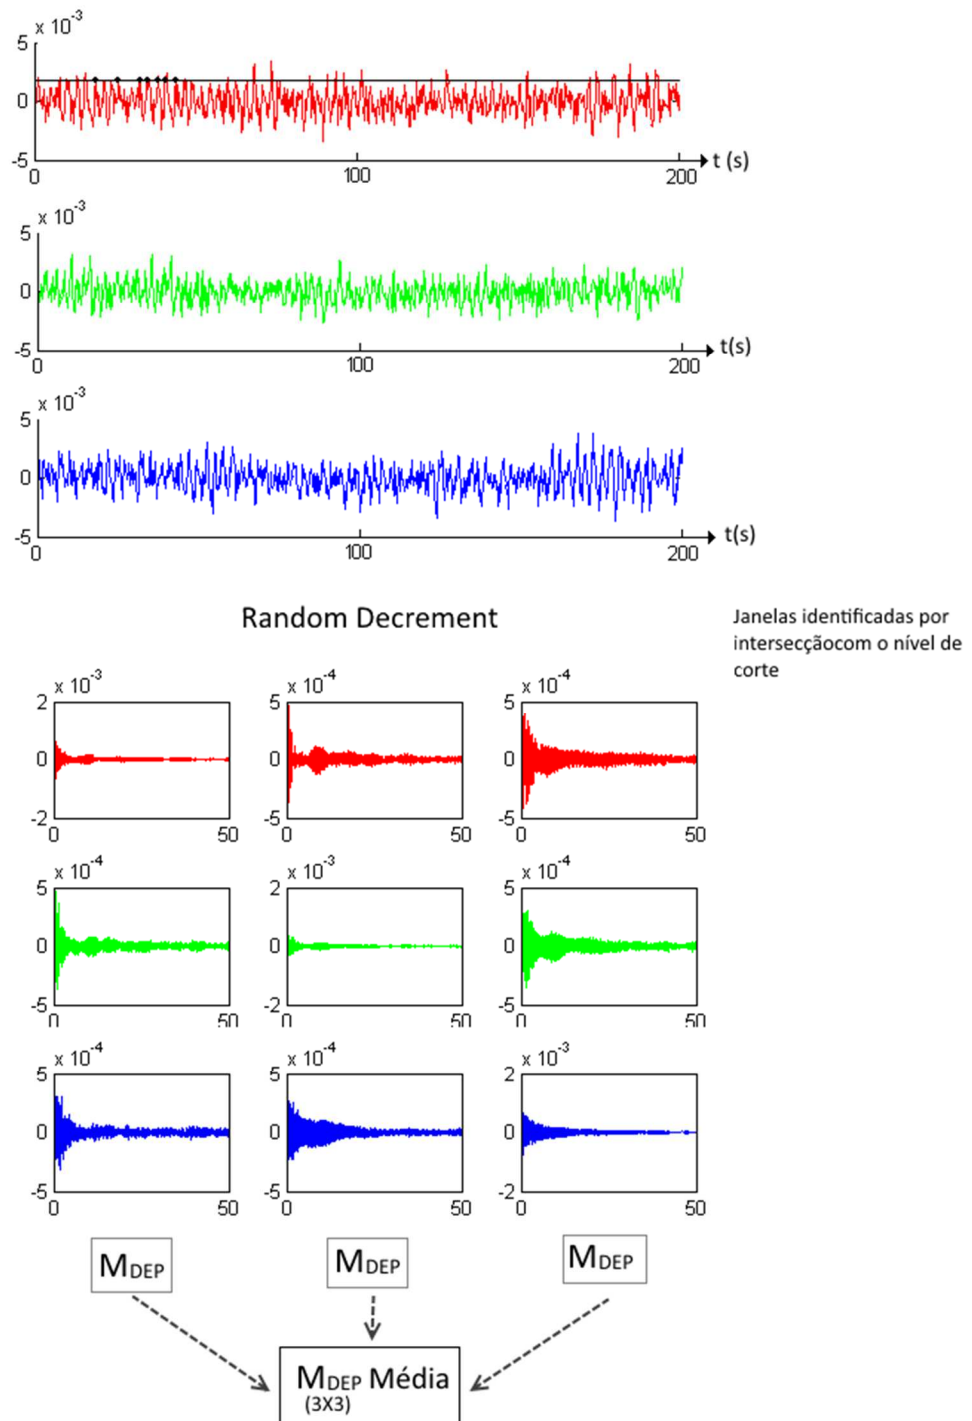 x 10-3
5
0
-5
0 100 200 t (s)
x 10-3
5
0
-5
0 100 200 t(s)
x 10-3
5
0
-5
0 100 200 t(s)
Random Decrement
Janelas identificadas por
intersecçãocom o nível de
corte
x 10-3 x 10-4 x 10-4
2 5 5
0 0 0
-2 -5 -5
0 50 0 50 0 50
x 10-4 x 10-3 x 10-4
5 2 5
0 0 0
-5 -2 -5
0 50 0 50 0 50
x 10-4 x 10-4 x 10-3
5 5 2
0 0 0
-5 -5 -2
0 50 0 50 0 50
MDEP MDEP MDEP
MDEP Média
(3X3)